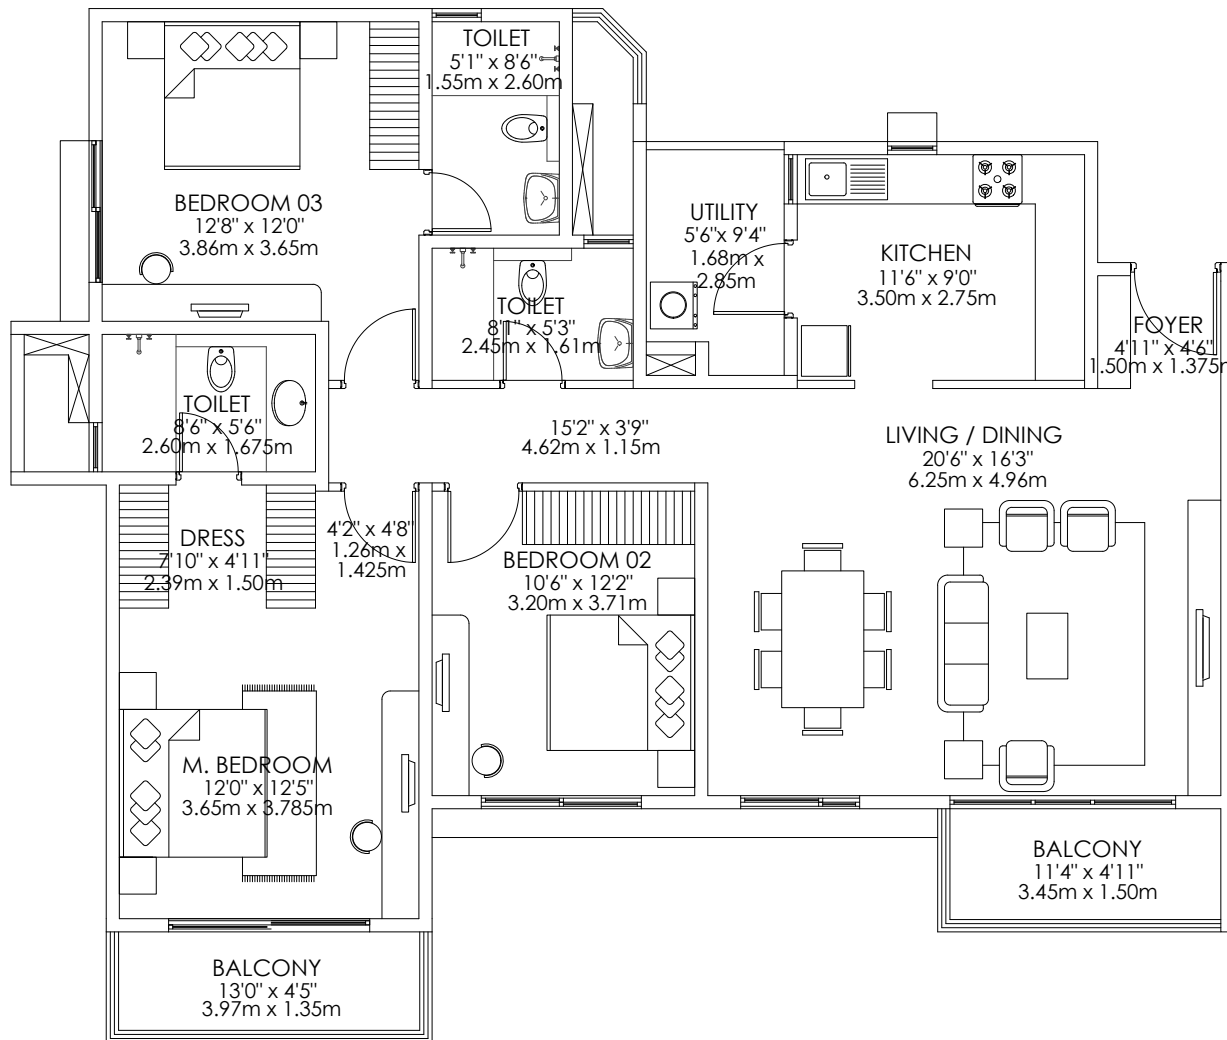 TOILET
5'1" x 8'6"
1.55m x 2.60m
BEDROOM 03
12'8" x 12'0"
3.86m x 3.65m
UTILITY
5'6"x 9'4"
1.68m x
2.85m
KITCHEN
11'6" x 9'0"
3.50m x 2.75m
TOILET
8'1" x 5'3"
2.45m x 1.61m
FOYER
4'11" x 4'6"
1.50m x 1.375m
TOILET
8'6" x 5'6"
2.60m x 1.675m
15'2" x 3'9"
4.62m x 1.15m
LIVING / DINING
20'6" x 16'3"
6.25m x 4.96m
DRESS
7'10" x 4'11"
2.39m x 1.50m
4'2" x 4'8"
1.26m x
1.425m
BEDROOM 02
10'6" x 12'2"
3.20m x 3.71m
M. BEDROOM
12'0" x 12'5"
3.65m x 3.785m
BALCONY
11'4" x 4'11"
3.45m x 1.50m
BALCONY
13'0" x 4'5"
3.97m x 1.35m